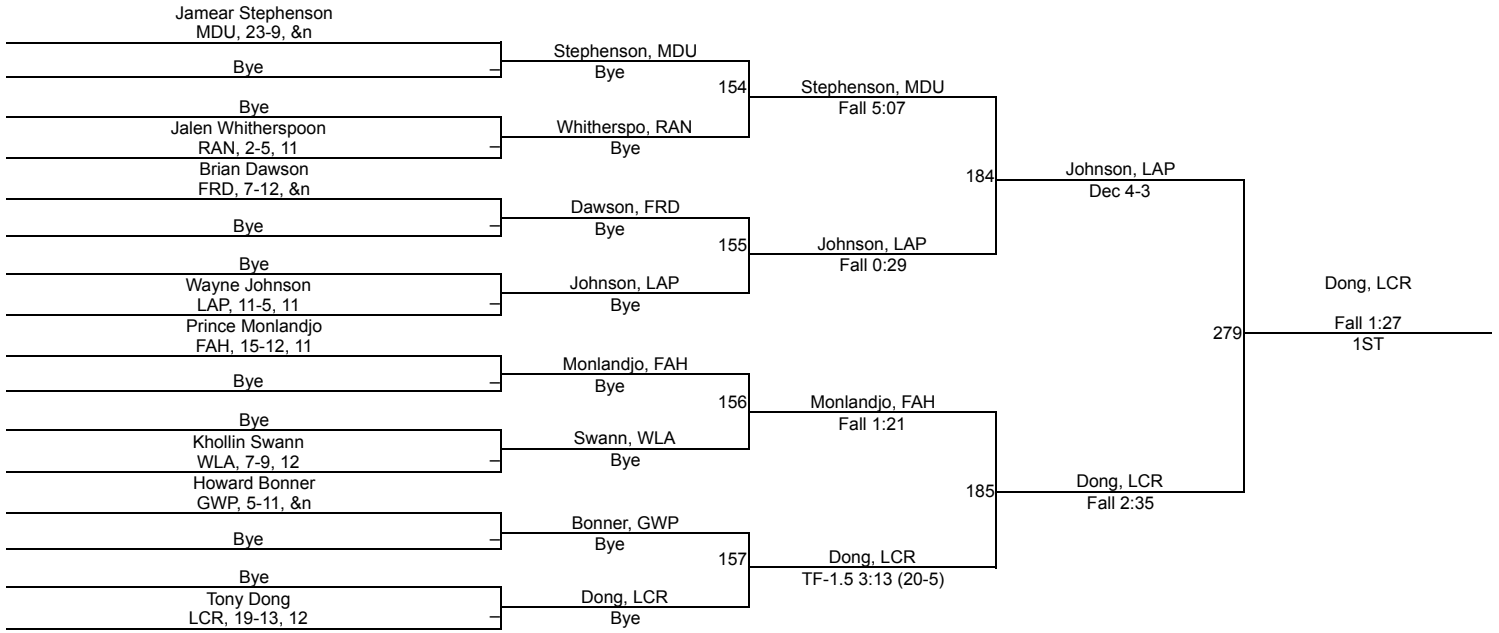 Jamear Stephenson
MDU, 23-9, &n
Bye
Bye
Jalen Whitherspoon
RAN, 2-5, 11
Brian Dawson
FRD, 7-12, &n
Bye
Bye
Wayne Johnson
LAP, 11-5, 11
Prince Monlandjo
FAH, 15-12, 11
Bye
Bye
Khollin Swann
WLA, 7-9, 12
Howard Bonner
GWP, 5-11, &n
Bye
Bye
Tony Dong
LCR, 19-13, 12
Stephenson, MDU
Bye
154
Whitherspo, RAN
Bye
Dawson, FRD
Bye
155
Johnson, LAP
Bye
Monlandjo, FAH
Bye
156
Swann, WLA
Bye
Bonner, GWP
Bye
157
Dong, LCR
Bye
Stephenson, MDU
Fall 5:07
184
Johnson, LAP
Fall 0:29
Monlandjo, FAH
Fall 1:21
185
Dong, LCR
TF-1.5 3:13 (20-5)
Johnson, LAP
Dec 4-3
279
Dong, LCR
Fall 2:35
Dong, LCR
Fall 1:27
1ST